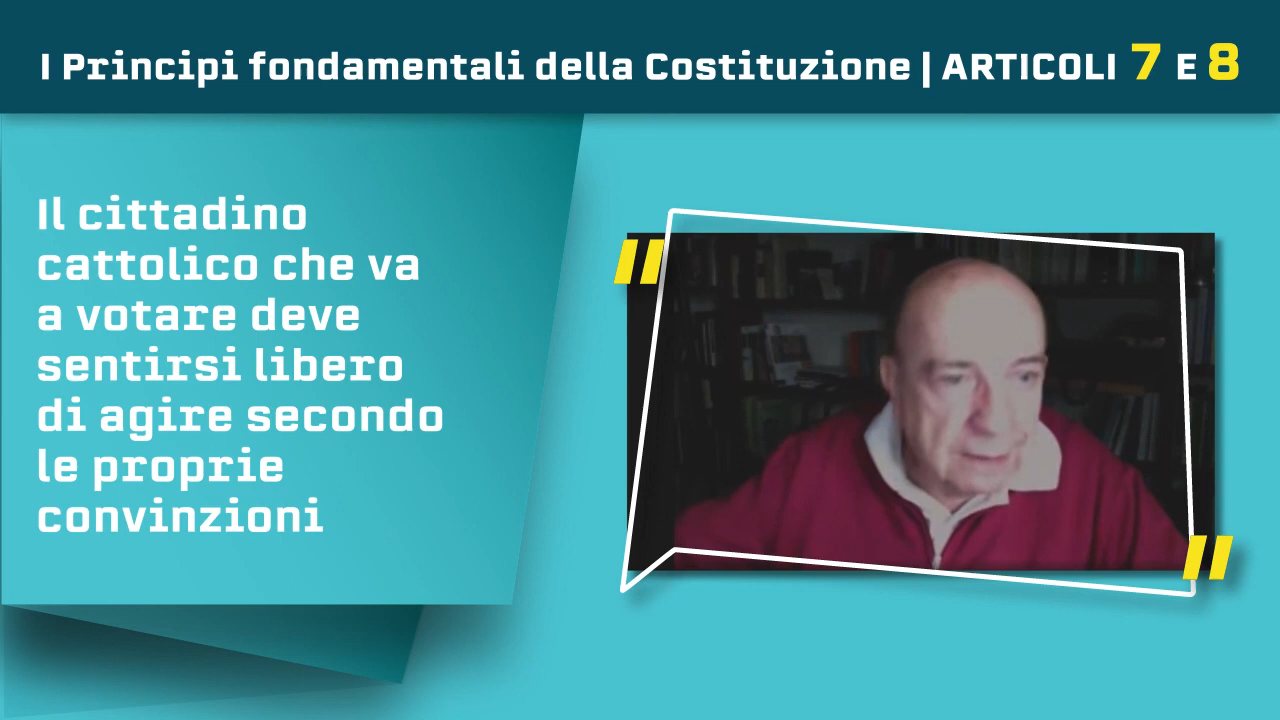 I Principi fondamentali della Costituzione | ARTICOLI 7 E 8
Il cittadino
cattolico che va
a votare deve
sentirsi libero
di agire secondo
le proprie
convinzioni